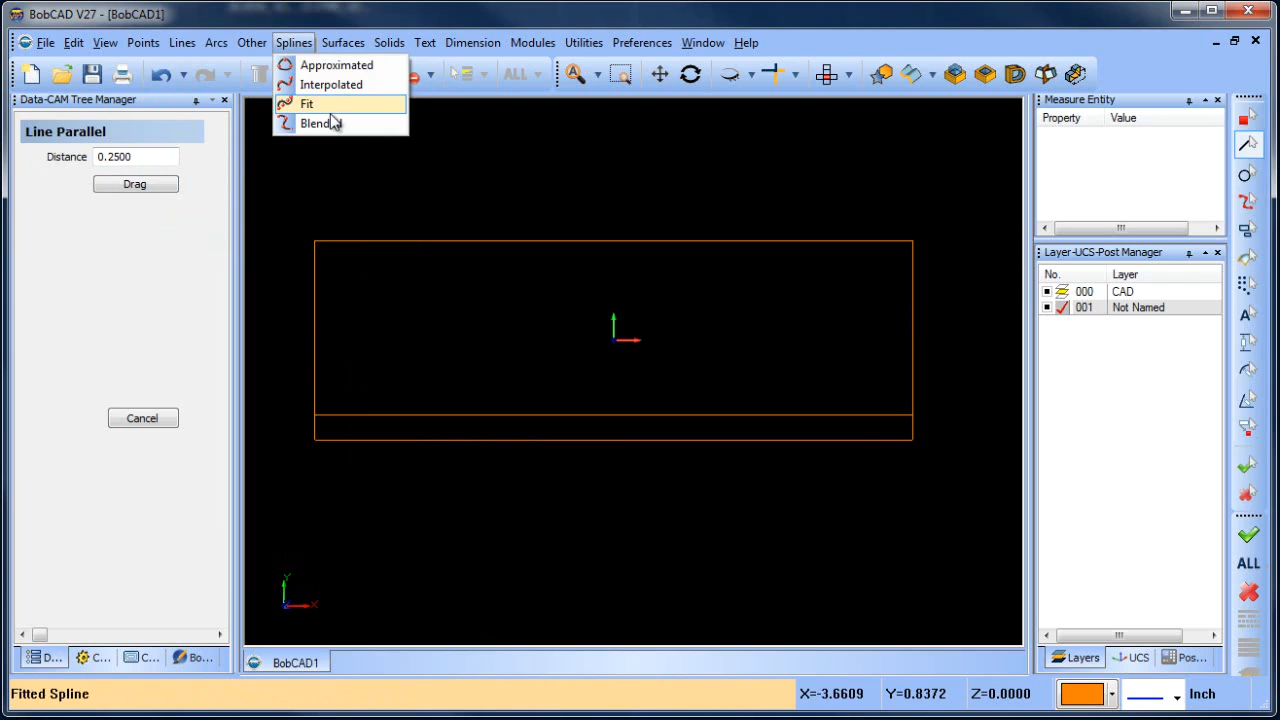 BobCAD V27 - [BobCAD1]
File Edit View Points Lines Arcs Other Splines Surfaces Solids Text Dimension Modules Utilities Preferences Window Help
Approximated
Interpolated
Fit
ALL
Data-CAM Tree Manager
Line Parallel
Distance 0.2500
Drag
Cancel
D... C... C... Bo...
Y
X
BobCAD1
Measure Entity
Property Value
Layer-UCS-Post Manager
No. Layer
000 CAD
001 Not Named
Layers UCS Pos...
ALL
Fitted Spline
X=-3.6609 Y=0.8372 Z=0.0000 Inch